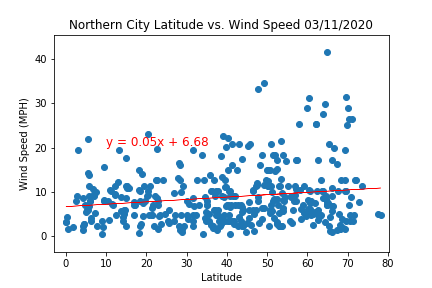 Northern City Latitude vs. Wind Speed 03/11/2020
Wind Speed (MPH)
40
30
20
10
0
y = 0.05x + 6.68
0 10 20 30 40 50 60 70 80
Latitude